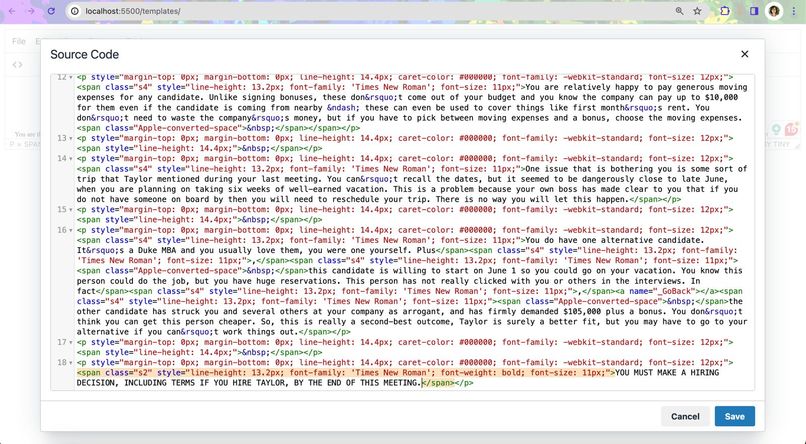 localhost:5500/templates/
File
Source Code
12 <p style="margin-top: 0px; margin-bottom: 0px; line-height: 14.4px; caret-color: #000000; font-family: -webkit-standard; font-size: 12px;">
<span class="s4" style="line-height: 13.2px; font-family: 'Times New Roman'; font-size: 11px;">You are relatively happy to pay generous moving
expenses for any candidate. Unlike signing bonuses, these don&rsquo;t come out of your budget and you know the company can pay up to $10,000
for them even if the candidate is coming from nearby &ndash; these can even be used to cover things like first month&rsquo;s rent. You
don&rsquo;t need to waste the company&rsquo;s money, but if you have to pick between moving expenses and a bonus, choose the moving expenses.
<span class="Apple-converted-space">&nbsp;</span></span></p>
13 <p style="margin-top: 0px; margin-bottom: 0px; line-height: 14.4px; caret-color: #000000; font-family: -webkit-standard; font-size: 12px;">
<span style="line-height: 14.4px;">&nbsp;</span></p>
14 <p style="margin-top: 0px; margin-bottom: 0px; line-height: 14.4px; caret-color: #000000; font-family: -webkit-standard; font-size: 12px;">
<span class="s4" style="line-height: 13.2px; font-family: 'Times New Roman'; font-size: 11px;">One issue that is bothering you is some sort of
trip that Taylor mentioned during your last meeting. You can&rsquo;t recall the dates, but it seemed to be dangerously close to late June,
when you are planning on taking six weeks of well-earned vacation. This is a problem because your own boss has made clear to you that if you
do not have someone on board by then you will need to reschedule your trip. There is no way you will let this happen.</span></p>
15 <p style="margin-top: 0px; margin-bottom: 0px; line-height: 14.4px; caret-color: #000000; font-family: -webkit-standard; font-size: 12px;">
<span style="line-height: 14.4px;">&nbsp;</span></p>
16 <p style="margin-top: 0px; margin-bottom: 0px; line-height: 14.4px; caret-color: #000000; font-family: -webkit-standard; font-size: 12px;">
<span class="s4" style="line-height: 13.2px; font-family: 'Times New Roman'; font-size: 11px;">You do have one alternative candidate.
It&rsquo;s a Duke MBA and you usually love them, you were one yourself. Plus</span><span class="s4" style="line-height: 13.2px; font-family:
'Times New Roman'; font-size: 11px;">,</span><span class="s4" style="line-height: 13.2px; font-family: 'Times New Roman'; font-size: 11px;">
<span class="Apple-converted-space">&nbsp;</span>this candidate is willing to start on June 1 so you could go on your vacation. You know this
person could do the job, but you have huge reservations. This person has not really clicked with you or others in the interviews. In
fact</span><span class="s4" style="line-height: 13.2px; font-family: 'Times New Roman'; font-size: 11px;">,</span><a name="_GoBack"></a><span
class="s4" style="line-height: 13.2px; font-family: 'Times New Roman'; font-size: 11px;"><span class="Apple-converted-space">&nbsp;</span>the
other candidate has struck you and several others at your company as arrogant, and has firmly demanded $105,000 plus a bonus. You don&rsquo;t
think you can get this person cheaper. So, this is really a second-best outcome, Taylor is surely a better fit, but you may have to go to your
alternative if you can&rsquo;t work things out.</span></p>
17 <p style="margin-top: 0px; margin-bottom: 0px; line-height: 14.4px; caret-color: #000000; font-family: -webkit-standard; font-size: 12px;">
<span style="line-height: 14.4px;">&nbsp;</span></p>
18 <p style="margin-top: 0px; margin-bottom: 0px; line-height: 14.4px; caret-color: #000000; font-family: -webkit-standard; font-size: 12px;">
<span class="s2" style="line-height: 13.2px; font-family: 'Times New Roman'; font-weight: bold; font-size: 11px;">YOU MUST MAKE A HIRING
DECISION, INCLUDING TERMS IF YOU HIRE TAYLOR, BY THE END OF THIS MEETING.</span></p>
Cancel
Save